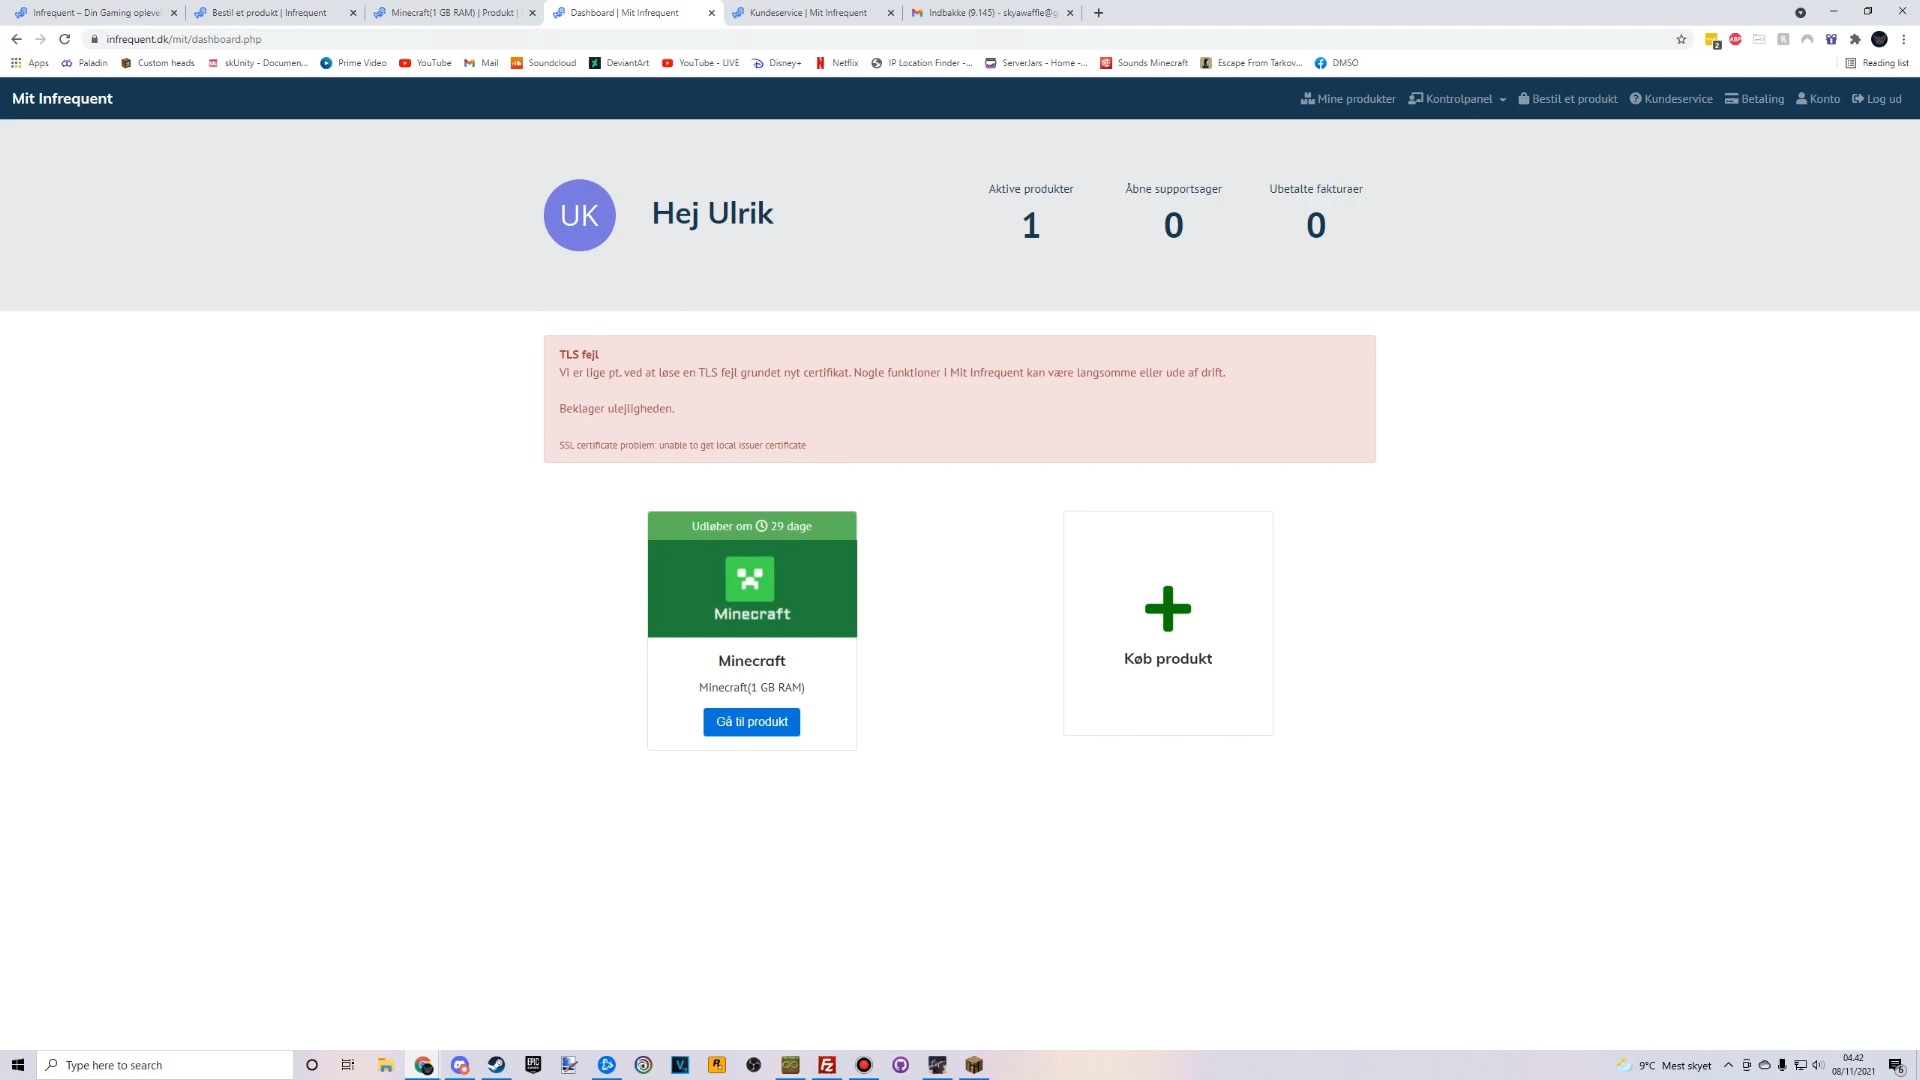 Infrequent – Din Gaming oplevel
Bestil et produkt | Infrequent
Minecraft(1 GB RAM) | Produkt |
Dashboard | Mit Infrequent
Kundeservice | Mit Infrequent
Indbakke (9.145) - skyawaffle@g
infrequent.dk/mit/dashboard.php
2
ABP
Apps
Paladin
Custom heads
skUnity - Documen...
Prime Video
YouTube
Mail
Soundcloud
DeviantArt
YouTube - LIVE
Disney+
Netflix
IP Location Finder -...
ServerJars - Home -...
Sounds Minecraft
Escape From Tarkov...
DMSO
Reading list
Mit Infrequent
Mine produkter
Kontrolpanel
Bestil et produkt
Kundeservice
Betaling
Konto
Log ud
UK
Hej Ulrik
Aktive produkter
1
Åbne supportsager
0
Ubetalte fakturaer
0
TLS fejl
Vi er lige pt. ved at løse en TLS fejl grundet nyt certifikat. Nogle funktioner i Mit Infrequent kan være langsomme eller ude af drift.
Beklager ulejligheden.
SSL certificate problem: unable to get local issuer certificate
Udløber om 29 dage
Minecraft
Minecraft
Minecraft(1 GB RAM)
Gå til produkt
Køb produkt
Type here to search
EPIC
GAMES
9°C Mest skyet
04.42
08/11/2021
6